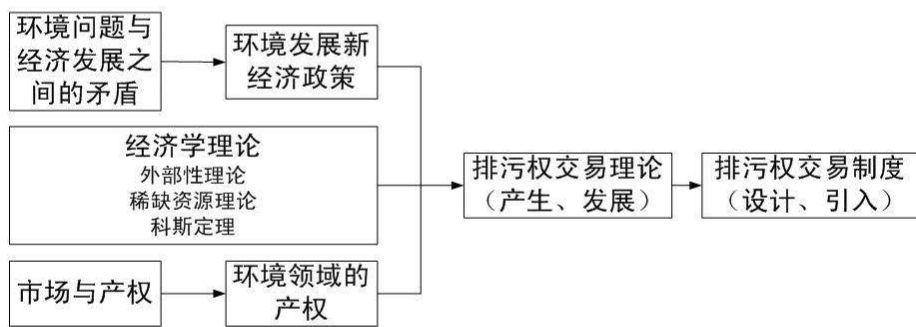 环境问题与
经济发展之
间的矛盾
环境发展新
经济政策
经济学理论
外部性理论
稀缺资源理论
科斯定理
市场与产权
环境领域的
产权
排污权交易理论
（产生、发展）
排污权交易制度
（设计、引入）